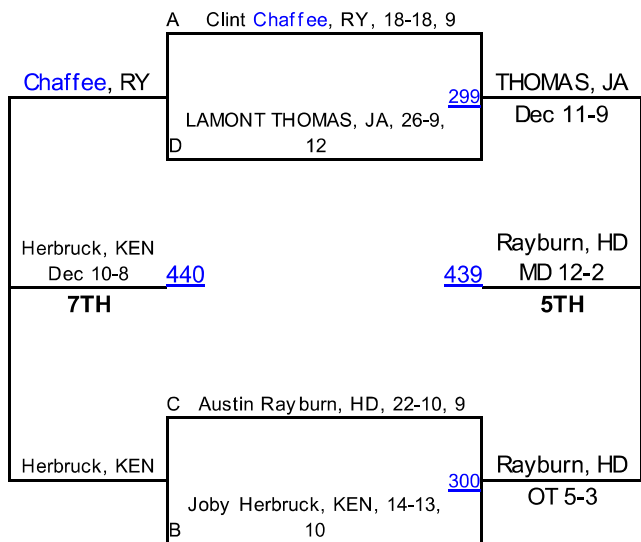 A Clint Chaffee, RY, 18-18, 9
Chaffee, RY
299
THOMAS, JA
Dec 11-9
LAMONT THOMAS, JA, 26-9,
D 12
Herbruck, KEN
Dec 10-8
440
7TH
Rayburn, HD
439 MD 12-2
5TH
C Austin Rayburn, HD, 22-10, 9
Herbruck, KEN
300
Rayburn, HD
OT 5-3
Joby Herbruck, KEN, 14-13,
B 10